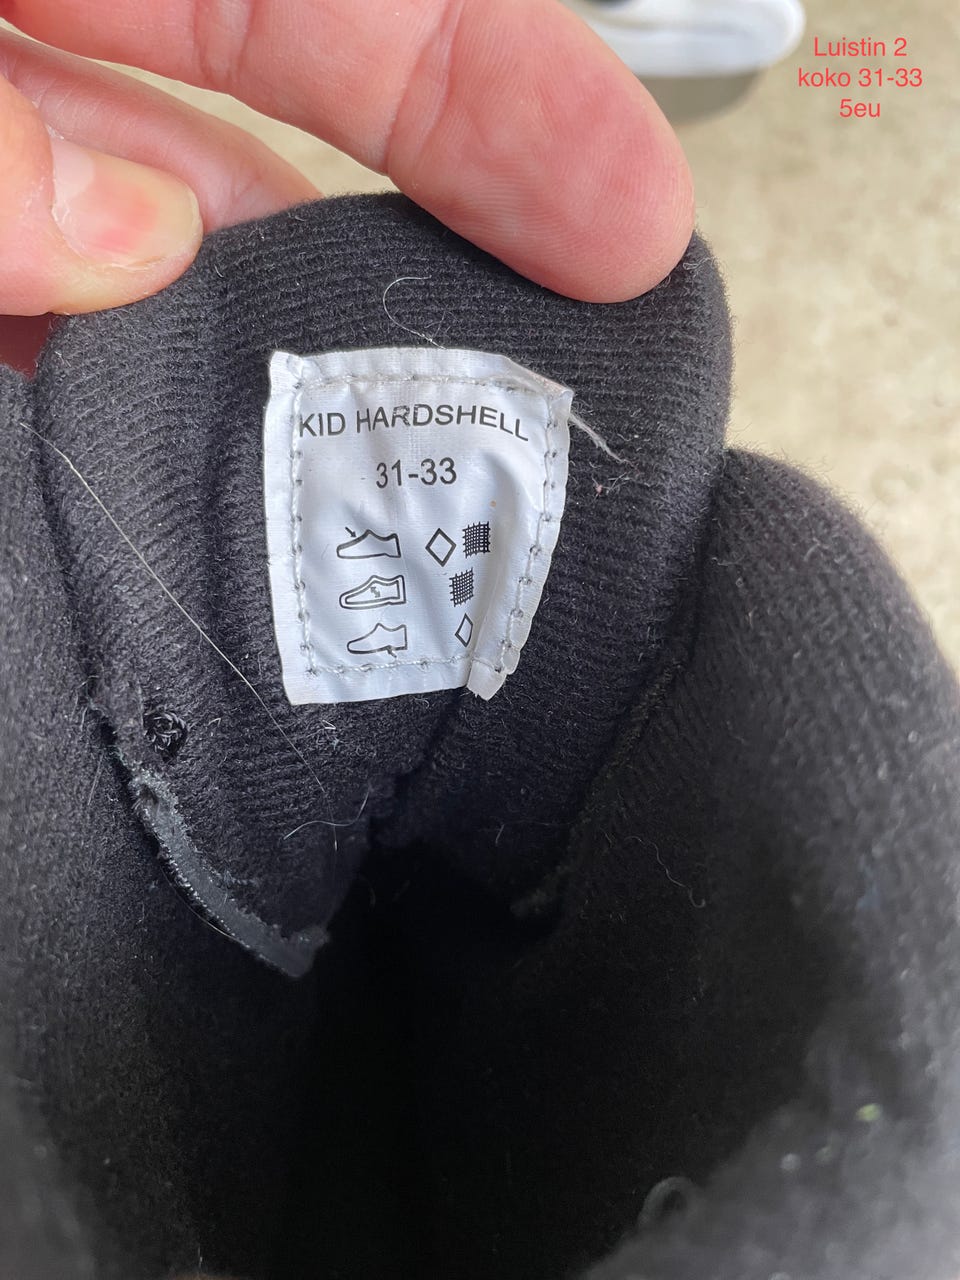 Luistin 2
koko 31-33
5eu
KID HARDSHELL
31-33